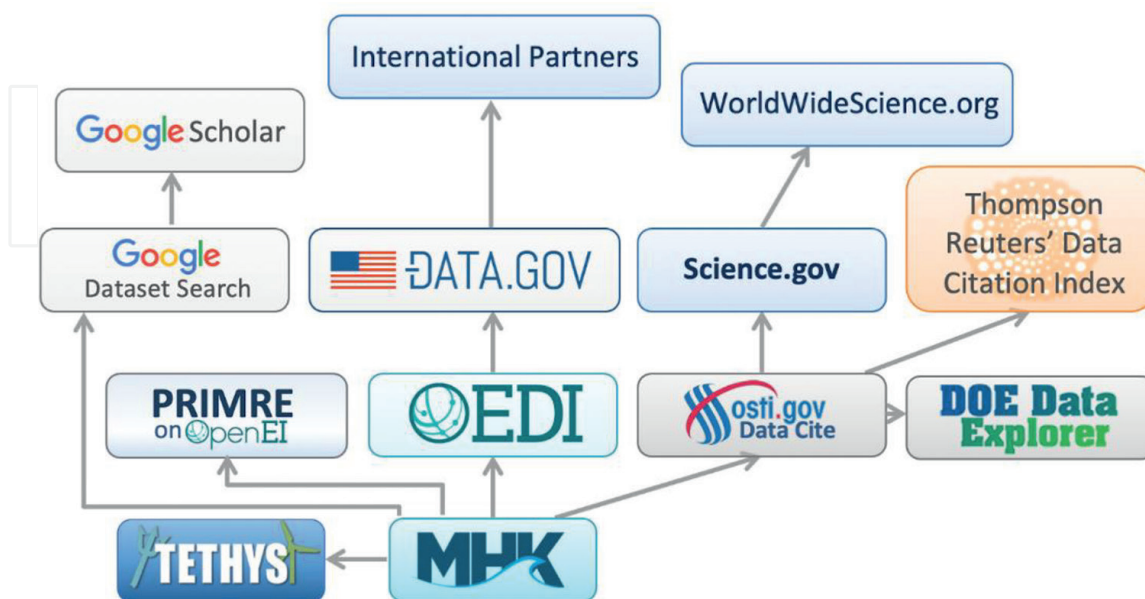 International Partners
WorldWideScience.org
Google Scholar
Thompson
Reuters' Data
Citation Index
Google
Dataset Search
DATA.GOV
Science.gov
PRIMRE
on OpenEI
OEDI
osti.gov
Data Cite
DOE Data
Explorer
TETHYS
MHK